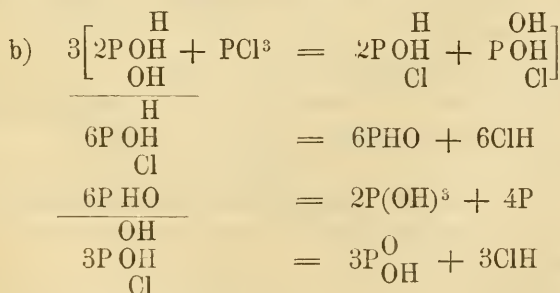 H H OH
b) 3[2P OH + PCl³ = 2P OH + P OH]
OH Cl Cl
H
6P OH = 6PHO + 6ClH
Cl
6P HO = 2P(OH)³ + 4P
OH
3P OH = 3P O OH + 3ClH
Cl